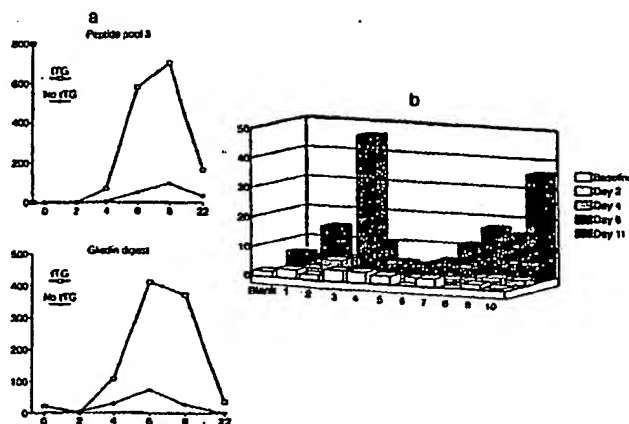 a
Peptide pool 3
800
600
400
200
0
tTG
No tTG
0 2 4 6 8 22
Gliadin digest
500
400
300
200
100
0
tTG
No tTG
0 2 4 6 8 22
b
50
40
30
20
10
0
Blank 1 2 3 4 5 6 7 8 9 10
Baseline
Day 2
Day 4
Day 6
Day 11